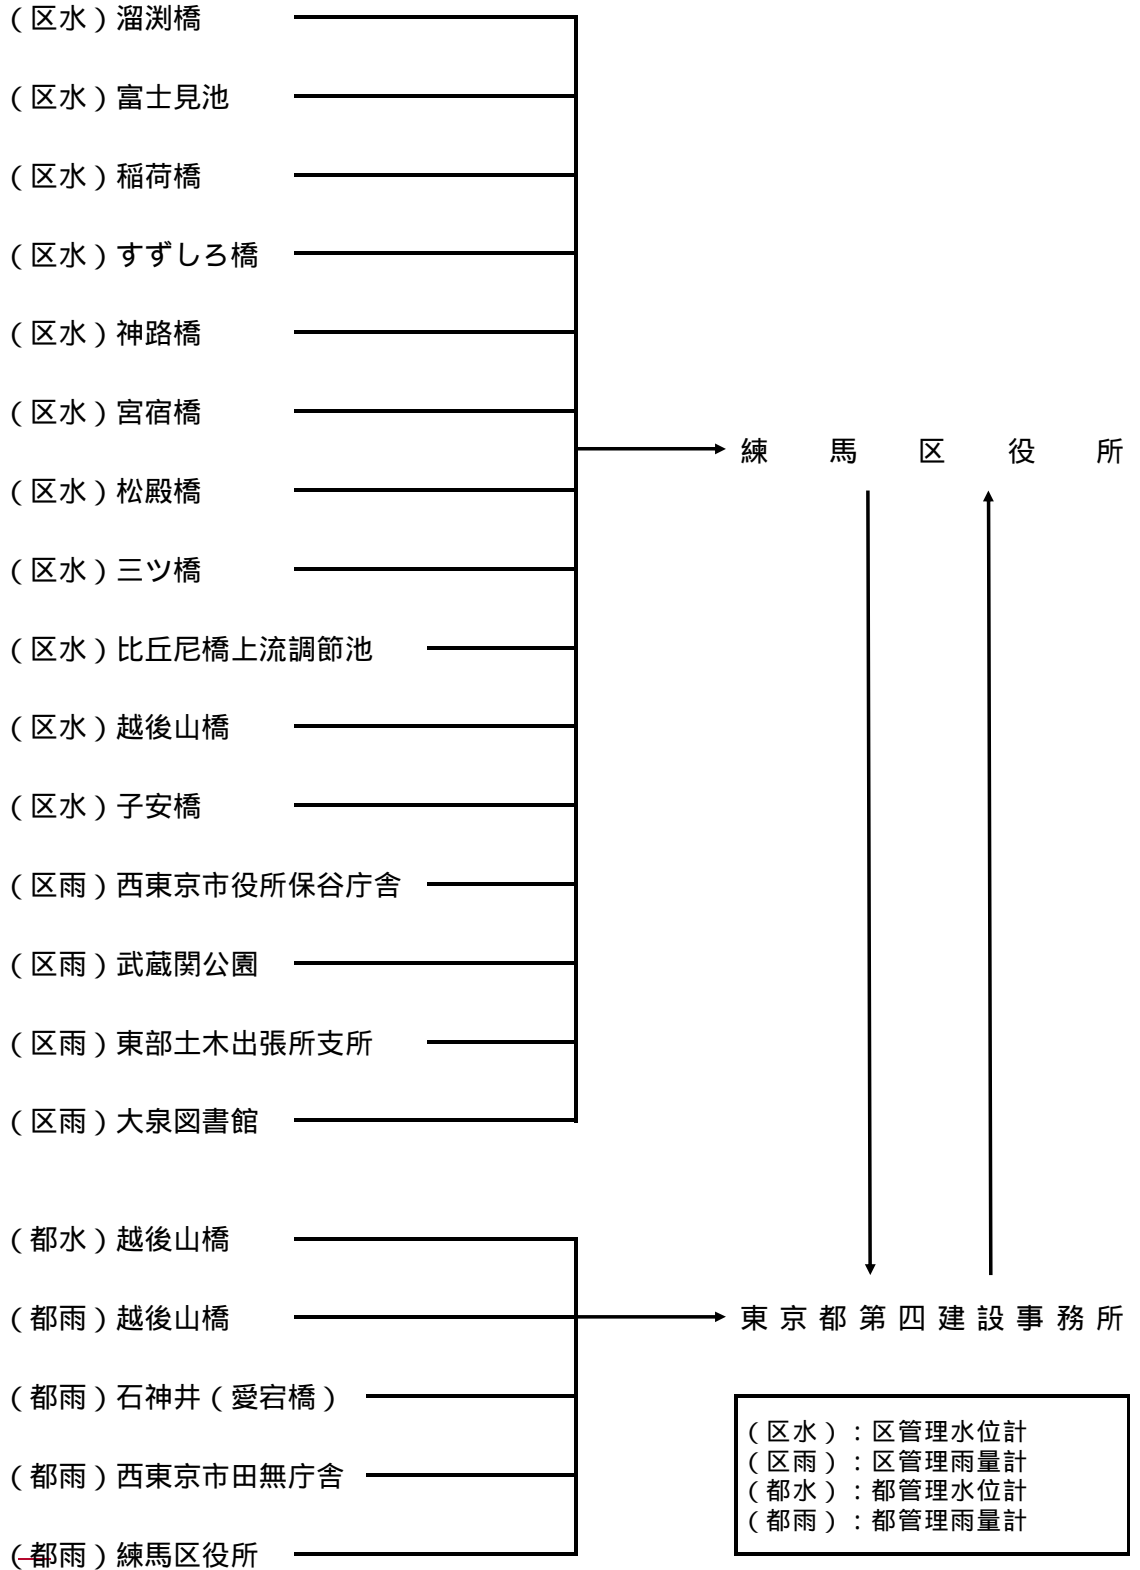 （区水）溜渕橋
（区水）富士見池
（区水）稲荷橋
（区水）すずしろ橋
（区水）神路橋
（区水）宮宿橋
（区水）松殿橋
（区水）三ツ橋
（区水）比丘尼橋上流調節池
（区水）越後山橋
（区水）子安橋
（区雨）西東京市役所保谷庁舎
（区雨）武蔵関公園
（区雨）東部土木出張所支所
（区雨）大泉図書館
練馬区役所
（都水）越後山橋
（都雨）越後山橋
（都雨）石神井（愛宕橋）
（都雨）西東京市田無庁舎
（都雨）練馬区役所
東京都第四建設事務所
（区水）：区管理水位計
（区雨）：区管理雨量計
（都水）：都管理水位計
（都雨）：都管理雨量計